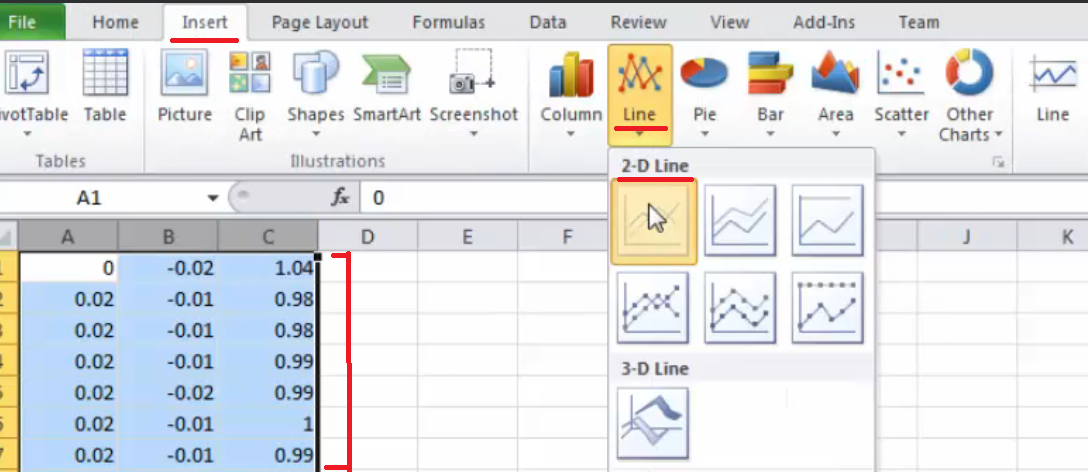 File Home Insert Page Layout Formulas Data Review View Add-Ins Team
ivotTable Table Picture Clip Art Shapes SmartArt Screenshot Column Line Pie Bar Area Scatter Other Charts Line
Tables Illustrations
2-D Line
A1 fx 0
A B C D E F J K
1 0 -0.02 1.04
2 0.02 -0.01 0.98
3 0.02 -0.01 0.98
4 0.02 -0.01 0.99
5 0.02 -0.02 0.99
6 0.02 -0.01 1
7 0.02 -0.01 0.99
3-D Line